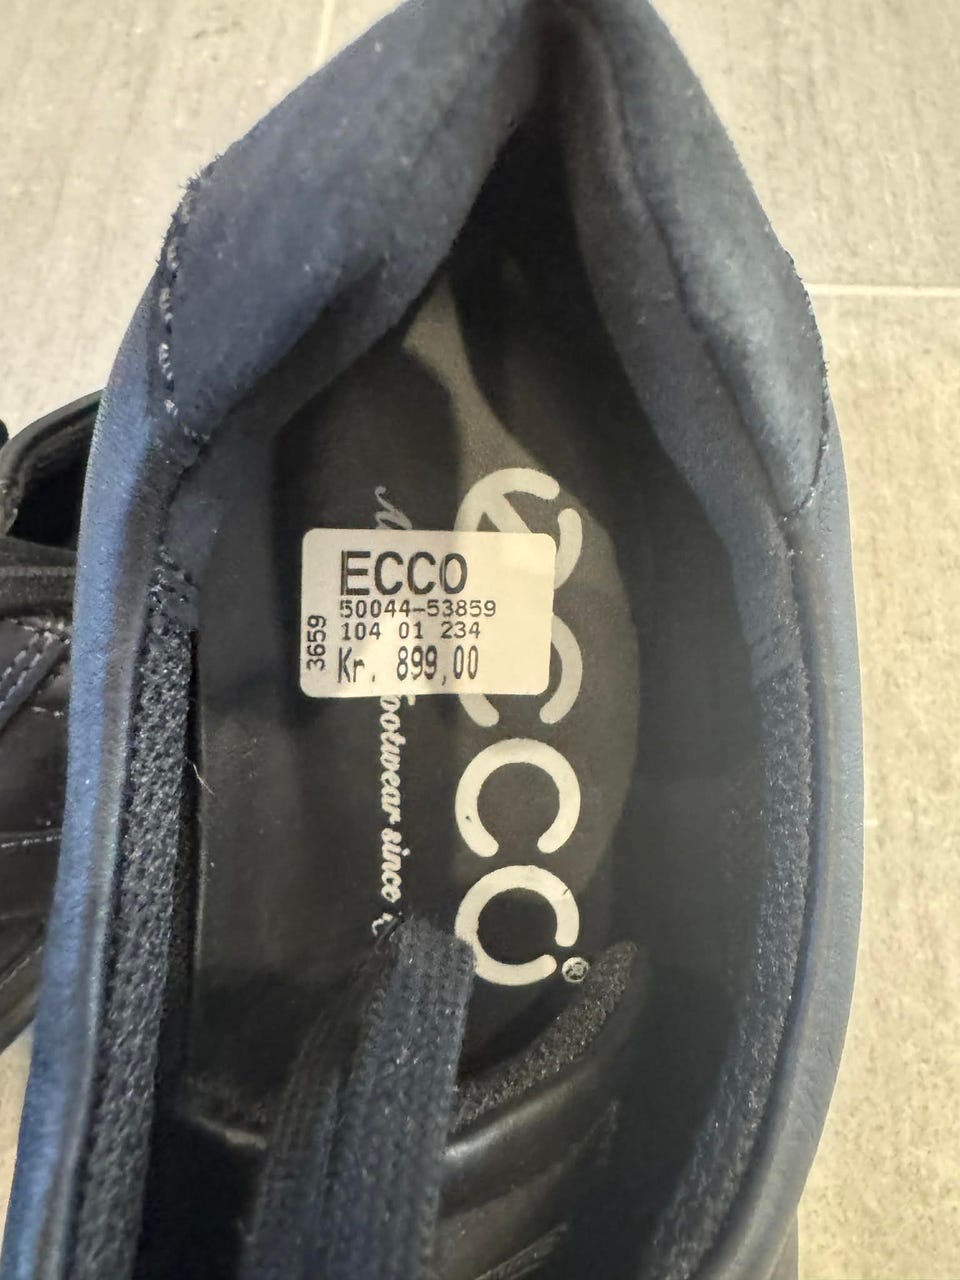 ECCO
50044-53859
104 01 234
Kr. 899,00
3659
footwear since
ecco®